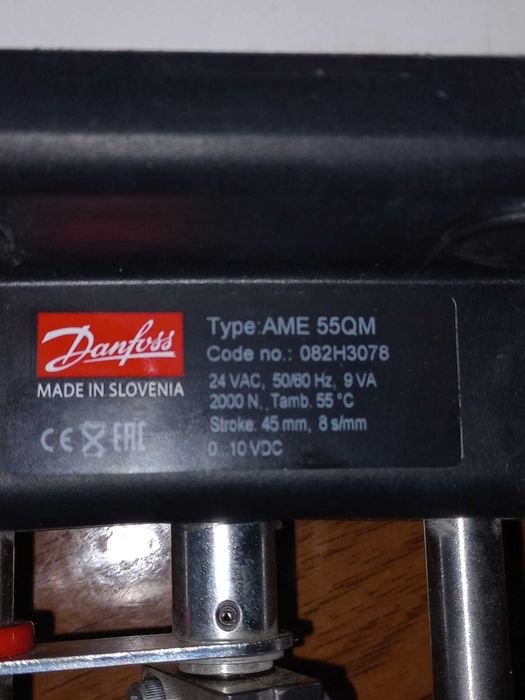 Danfoss
MADE IN SLOVENIA
CE EAC
Type:AME 55QM
Code no.: 082H3078
24 VAC, 50/60 Hz, 9 VA
2000 N, Tamb. 55 °C
Stroke. 45 mm, 8 s/mm
0...10 VDC